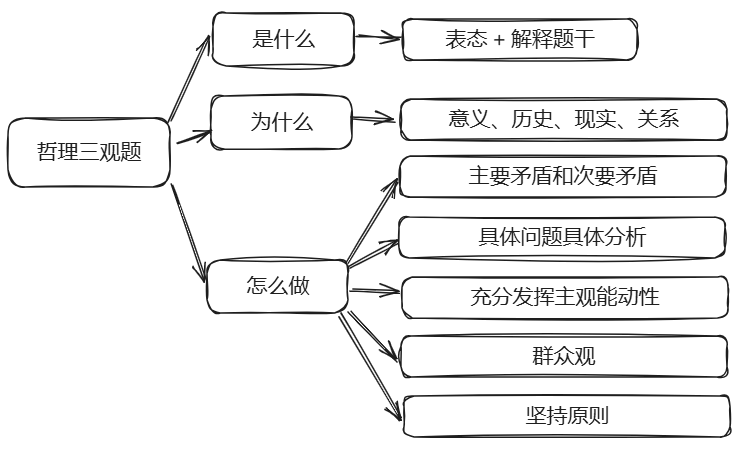 是什么
表态 + 解释题干
为什么
意义、历史、现实、关系
哲理三观题
主要矛盾和次要矛盾
具体问题具体分析
怎么做
充分发挥主观能动性
群众观
坚持原则